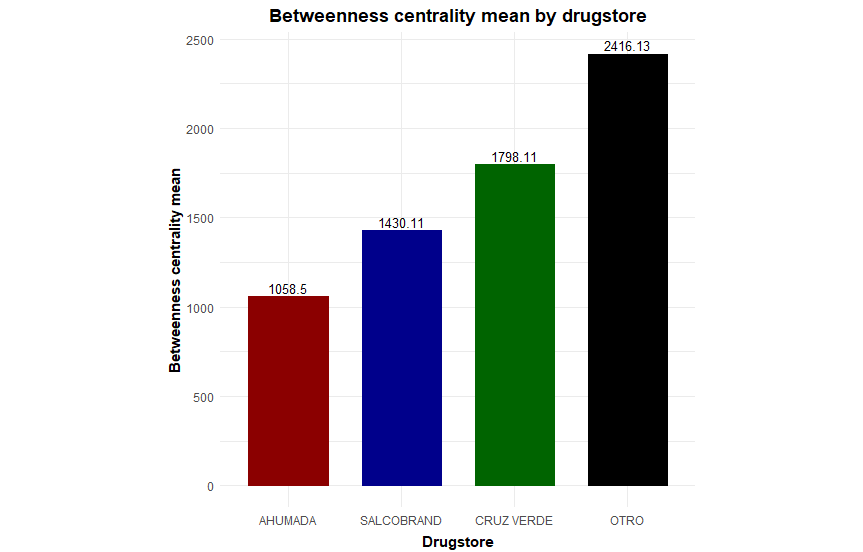 Betweenness centrality mean by drugstore
Betweenness centrality mean
2500
2000
1500
1000
500
0
1058.5
1430.11
1798.11
2416.13
AHUMADA
SALCOBRAND
CRUZ VERDE
OTRO
Drugstore